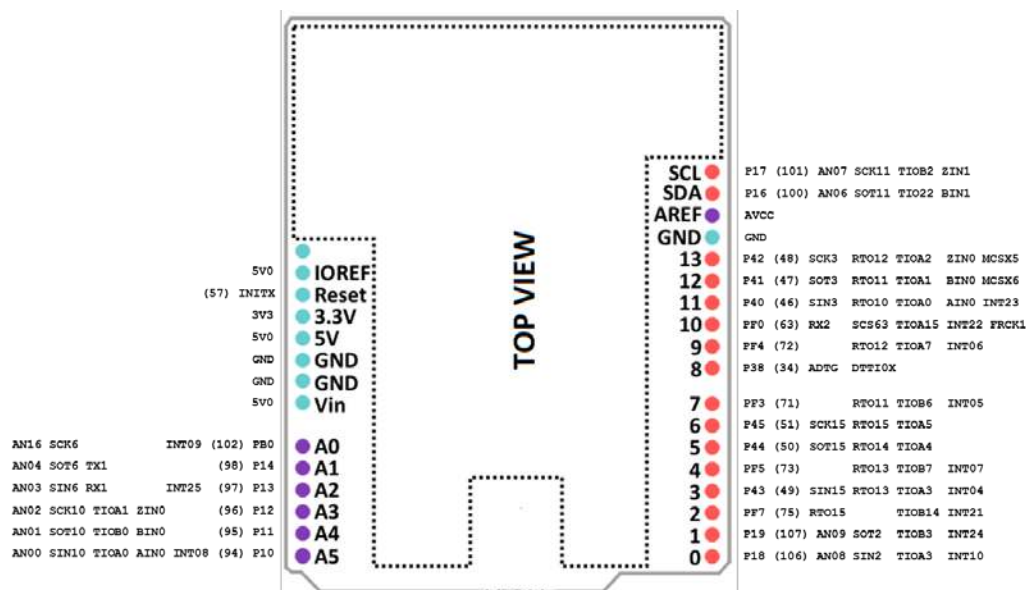 SCL P17 (101) AN07 SCK11 TIOB2 ZIN1
SDA P16 (100) AN06 SOT11 TIO22 BIN1
AREF AVCC
GND GND
13 P42 (48) SCK3 RTO12 TIOA2 ZIN0 MCSX5
12 P41 (47) SOT3 RTO11 TIOA1 BIN0 MCSX6
11 P40 (46) SIN3 RTO10 TIOA0 AIN0 INT23
10 PF0 (63) RX2 SCS63 TIOA15 INT22 FRCK1
9 PF4 (72) RTO12 TIOA7 INT06
8 P38 (34) ADTG DTTI0X
7 PF3 (71) RTO11 TIOB6 INT05
6 P45 (51) SCK15 RTO15 TIOA5
5 P44 (50) SOT15 RTO14 TIOA4
4 PF5 (73) RTO13 TIOB7 INT07
3 P43 (49) SIN15 RTO13 TIOA3 INT04
2 PF7 (75) RTO15 TIOB14 INT21
1 P19 (107) AN09 SOT2 TIOB3 INT24
0 P18 (106) AN08 SIN2 TIOA3 INT10
TOP VIEW
5V0 IOREF
(57) INITX Reset
3V3 3.3V
5V0 5V
GND GND
GND GND
5V0 Vin
AN16 SCK6 INT09 (102) PB0 A0
AN04 SOT6 TX1 (98) P14 A1
AN03 SIN6 RX1 INT25 (97) P13 A2
AN02 SCK10 TIOA1 ZIN0 (96) P12 A3
AN01 SOT10 TIOB0 BIN0 (95) P11 A4
AN00 SIN10 TIOA0 AIN0 INT08 (94) P10 A5